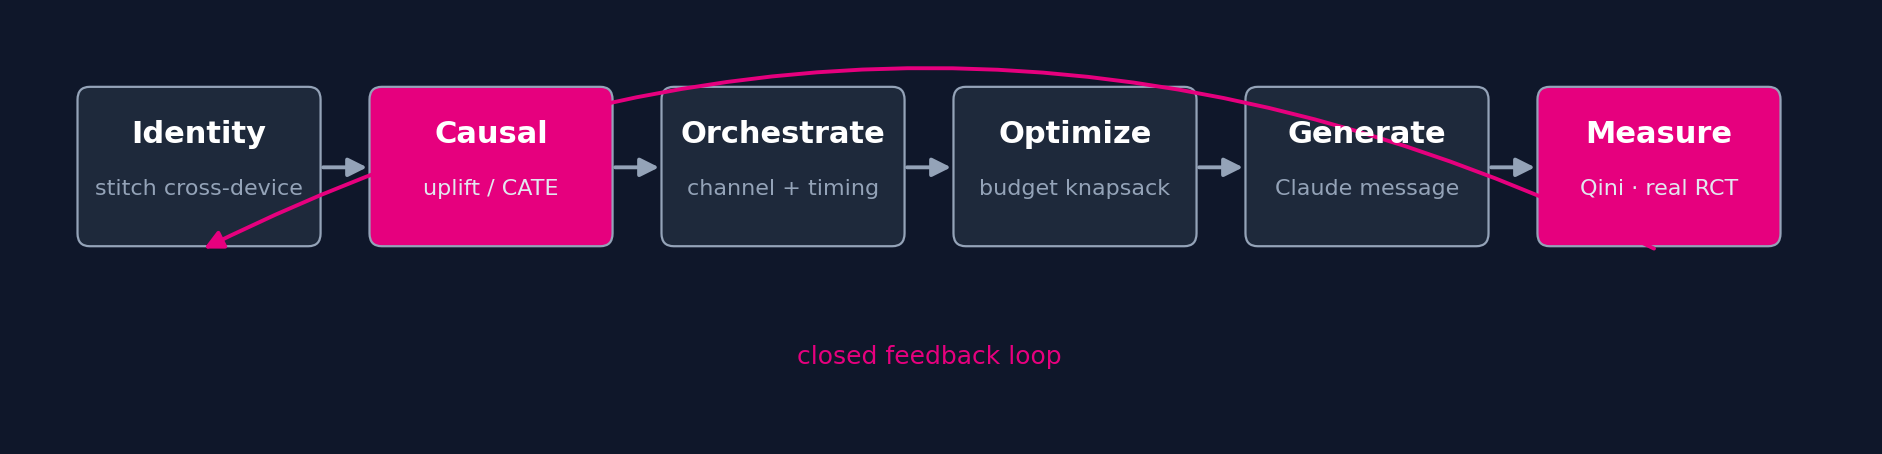 Identity
stitch cross-device
Causal
uplift / CATE
Orchestrate
channel + timing
Optimize
budget knapsack
Generate
Claude message
Measure
Qini · real RCT
closed feedback loop